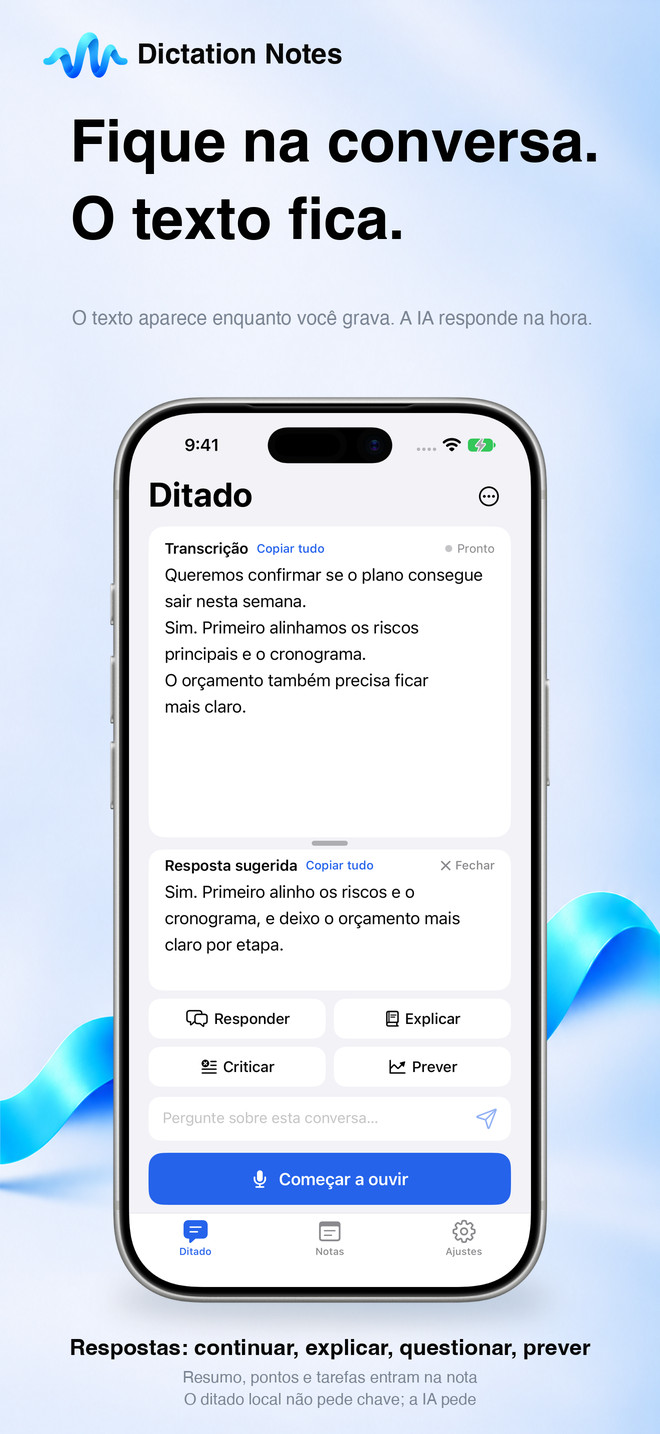 Dictation Notes
Fique na conversa.
O texto fica.
O texto aparece enquanto você grava. A IA responde na hora.
9:41
Ditado
Transcrição Copiar tudo Pronto
Queremos confirmar se o plano consegue
sair nesta semana.
Sim. Primeiro alinhamos os riscos
principais e o cronograma.
O orçamento também precisa ficar
mais claro.
Resposta sugerida Copiar tudo Fechar
Sim. Primeiro alinho os riscos e o
cronograma, e deixo o orçamento mais
claro por etapa.
Responder Explicar
Criticar Prever
Pergunte sobre esta conversa...
Começar a ouvir
Ditado Notas Ajustes
Respostas: continuar, explicar, questionar, prever
Resumo, pontos e tarefas entram na nota
O ditado local não pede chave; a IA pede